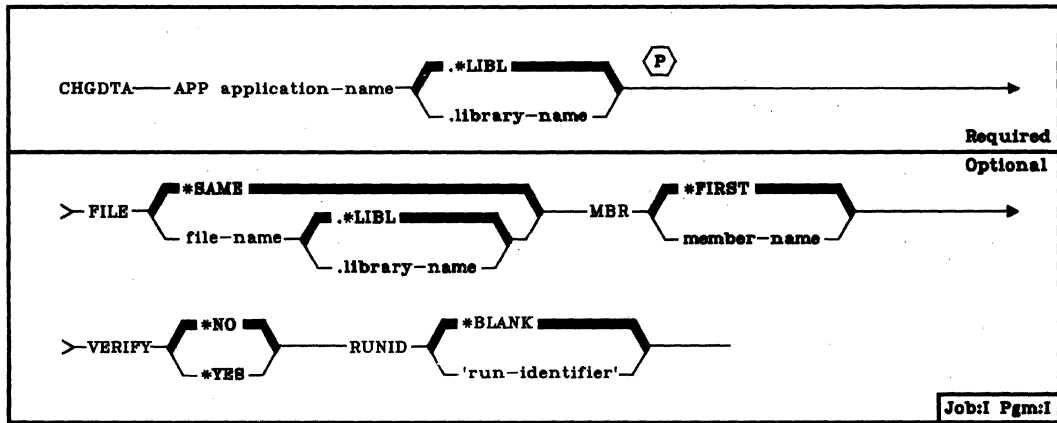 .*LIBL
P
CHGDTA APP application-name
.library-name
Required
Optional
*SAME
*FIRST
FILE
.*LIBL
MBR
file-name
member-name
.library-name
*NO
*BLANK
VERIFY
RUNID
*YES
'run-identifier'
Job:I Pgm:I